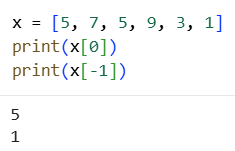 x = [5, 7, 5, 9, 3, 1]
print(x[0])
print(x[-1])
5
1